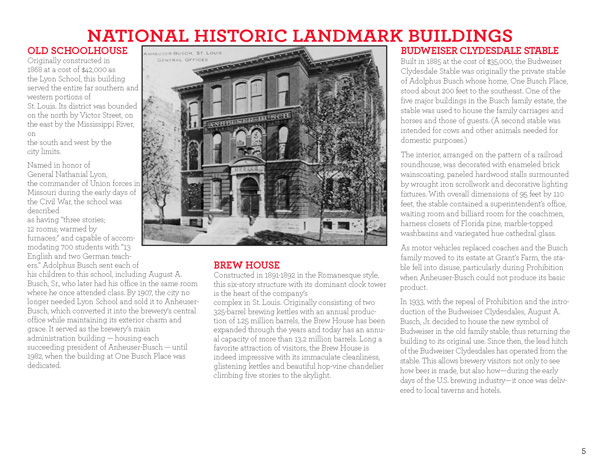 NATIONAL HISTORIC LANDMARK BUILDINGS
OLD SCHOOLHOUSE
Originally constructed in
1868 at a cost of $42,000 as
the Lyon School, this building
served the entire far southern and
western portions of
St. Louis. Its district was bounded
on the north by Victor Street, on
the east by the Mississippi River,
on
the south and west by the
city limits.
Named in honor of
General Nathanial Lyon,
the commander of Union forces in
Missouri during the early days of
the Civil War, the school was
described
as having "three stories;
12 rooms; warmed by
furnaces;" and capable of accom-
modating 700 students with "13
English and two German teach-
ers." Adolphus Busch sent each of
his children to this school, including August A.
Busch, Sr., who later had his office in the same room
where he once attended class. By 1907, the city no
longer needed Lyon School and sold it to Anheuser-
Busch, which converted it into the brewery's central
office while maintaining its exterior charm and
grace. It served as the brewery's main
administration building — housing each
succeeding president of Anheuser-Busch — until
1982, when the building at One Busch Place was
dedicated.
ANHEUSER-BUSCH, ST. LOUIS
GENERAL OFFICES
ANHEUSER-BUSCH
BREW HOUSE
Constructed in 1891-1892 in the Romanesque style,
this six-story structure with its dominant clock tower
is the heart of the company's
complex in St. Louis. Originally consisting of two
325-barrel brewing kettles with an annual produc-
tion of 1.25 million barrels, the Brew House has been
expanded through the years and today has an annu-
al capacity of more than 13.2 million barrels. Long a
favorite attraction of visitors, the Brew House is
indeed impressive with its immaculate cleanliness,
glistening kettles and beautiful hop-vine chandelier
climbing five stories to the skylight.
BUDWEISER CLYDESDALE STABLE
Built in 1885 at the cost of $35,000, the Budweiser
Clydesdale Stable was originally the private stable
of Adolphus Busch whose home, One Busch Place,
stood about 200 feet to the southeast. One of the
five major buildings in the Busch family estate, the
stable was used to house the family carriages and
horses and those of guests. (A second stable was
intended for cows and other animals needed for
domestic purposes.)
The interior, arranged on the pattern of a railroad
roundhouse, was decorated with enameled brick
wainscoating, paneled hardwood stalls surmounted
by wrought iron scrollwork and decorative lighting
fixtures. With overall dimensions of 95 feet by 110
feet, the stable contained a superintendent's office,
waiting room and billiard room for the coachmen,
harness closets of Florida pine, marble-topped
washbasins and variegated hue cathedral glass.
As motor vehicles replaced coaches and the Busch
family moved to its estate at Grant's Farm, the sta-
ble fell into disuse, particularly during Prohibition
when Anheuser-Busch could not produce its basic
product.
In 1933, with the repeal of Prohibition and the intro-
duction of the Budweiser Clydesdales, August A.
Busch, Jr. decided to house the new symbol of
Budweiser in the old family stable, thus returning the
building to its original use. Since then, the lead hitch
of the Budweiser Clydesdales has operated from the
stable. This allows brewery visitors not only to see
how beer is made, but also how—during the early
days of the U.S. brewing industry—it once was deliv-
ered to local taverns and hotels.
5